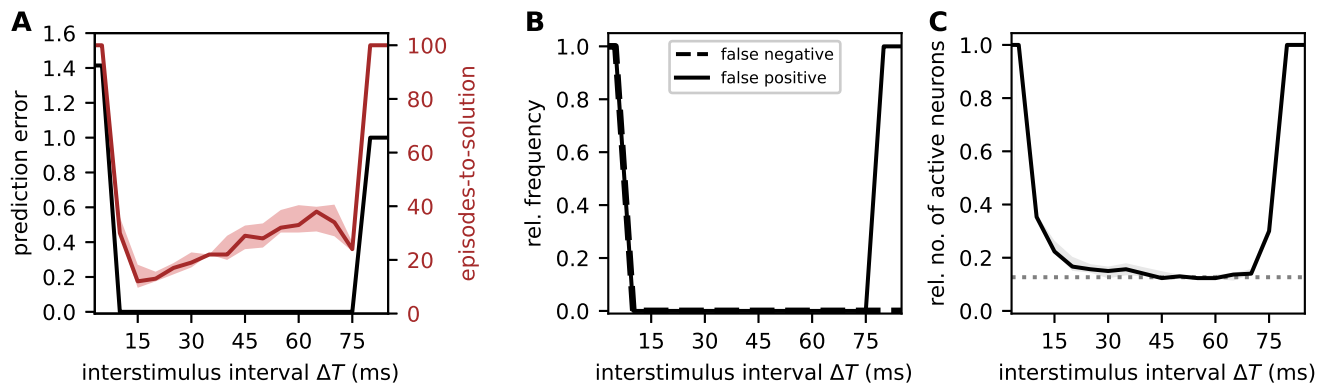 A
1.6
1.4
1.2
1.0
0.8
0.6
0.4
0.2
0.0
prediction error
100
80
60
40
20
0
episodes-to-solution
15 30 45 60 75
interstimulus interval ΔT (ms)
B
1.0
0.8
0.6
0.4
0.2
0.0
rel. frequency
false negative
false positive
15 30 45 60 75
interstimulus interval ΔT (ms)
C
1.0
0.8
0.6
0.4
0.2
0.0
rel. no. of active neurons
15 30 45 60 75
interstimulus interval ΔT (ms)